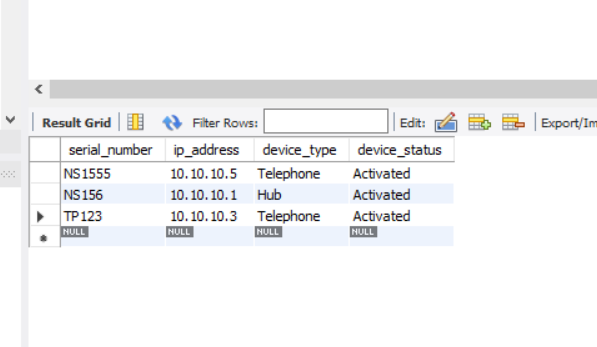 Result Grid Filter Rows: Edit: Export/Im
serial_number ip_address device_type device_status
NS1555 10.10.10.5 Telephone Activated
NS156 10.10.10.1 Hub Activated
TP123 10.10.10.3 Telephone Activated
NULL NULL NULL NULL